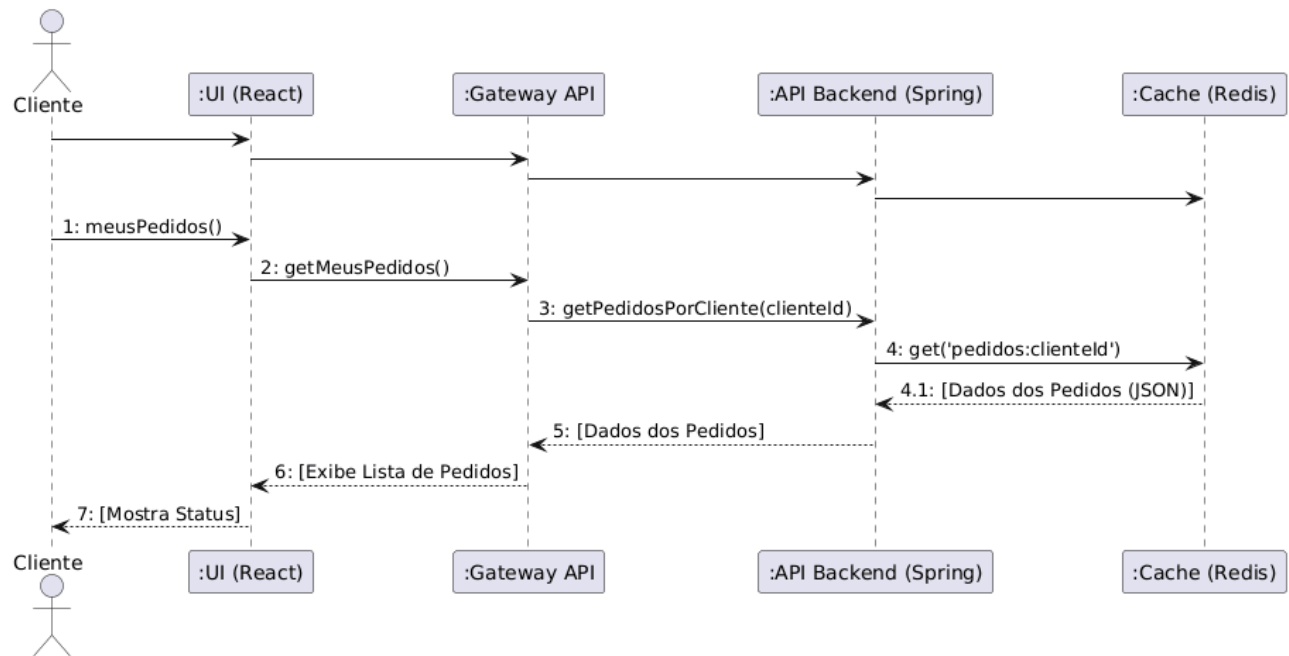 Cliente
:UI (React)
:Gateway API
:API Backend (Spring)
:Cache (Redis)
1: meusPedidos()
2: getMeusPedidos()
3: getPedidosPorCliente(clienteId)
4: get('pedidos:clienteId')
4.1: [Dados dos Pedidos (JSON)]
5: [Dados dos Pedidos]
6: [Exibe Lista de Pedidos]
7: [Mostra Status]
Cliente
:UI (React)
:Gateway API
:API Backend (Spring)
:Cache (Redis)